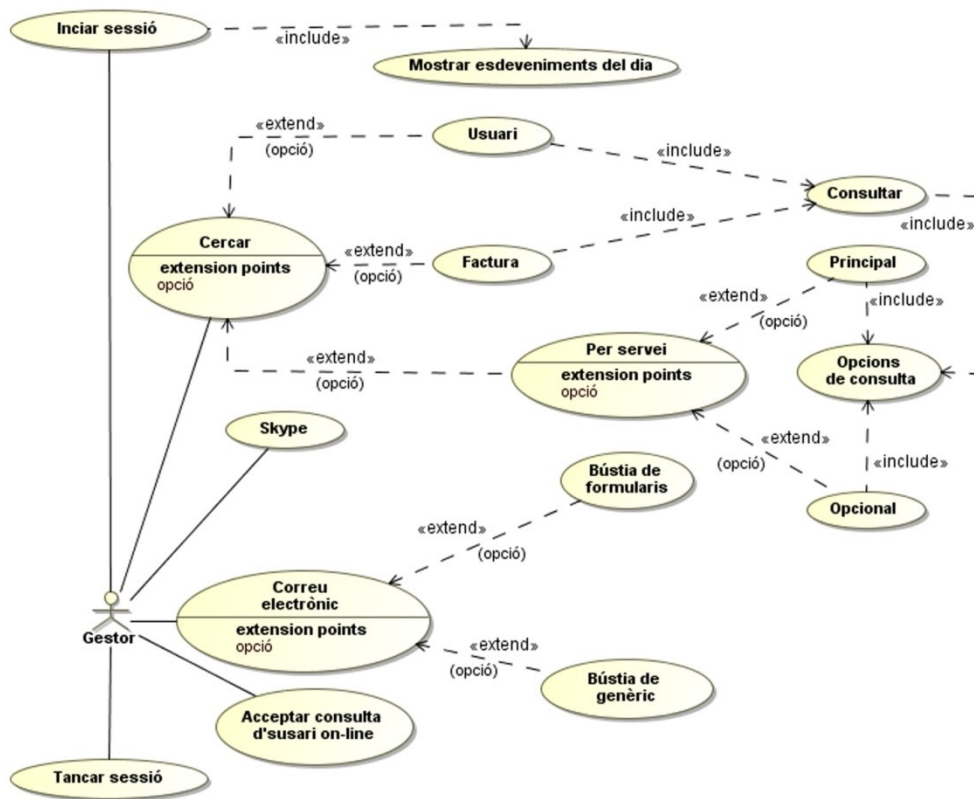 Inciar sessió
«include»
Mostrar esdeveniments del dia
«extend»
(opció)
Usuari
«include»
Consultar
«include»
«include»
Cercar
extension points
opció
«extend»
(opció)
Factura
Principal
«extend»
(opció)
«include»
Per servei
extension points
opció
«extend»
(opció)
Opcions
de consulta
Skype
«extend»
(opció)
«include»
Bústia de
formularis
Opcional
«extend»
(opció)
Correu
electrònic
extension points
opció
Gestor
«extend»
(opció)
Bústia de
genèric
Acceptar consulta
d'susari on-line
Tancar sessió